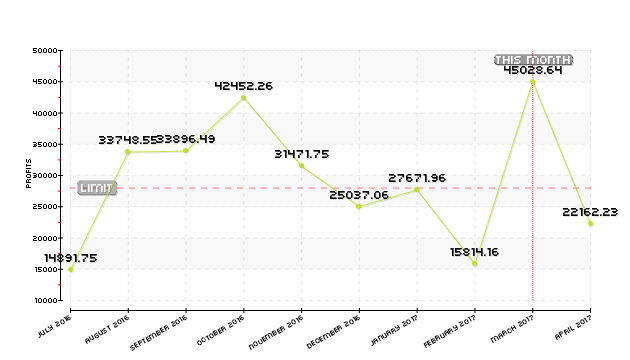 50000
THIS MONTH
45028.64
45000
42452.26
40000
33748.55
33896.49
35000
31471.75
PROFITS
30000
LIMIT
27671.96
25037.06
25000
22162.23
20000
15814.16
14891.75
15000
10000
JULY 2016
AUGUST 2016
SEPTEMBER 2016
OCTOBER 2016
NOVEMBER 2016
DECEMBER 2016
JANUARY 2017
FEBRUARY 2017
MARCH 2017
APRIL 2017